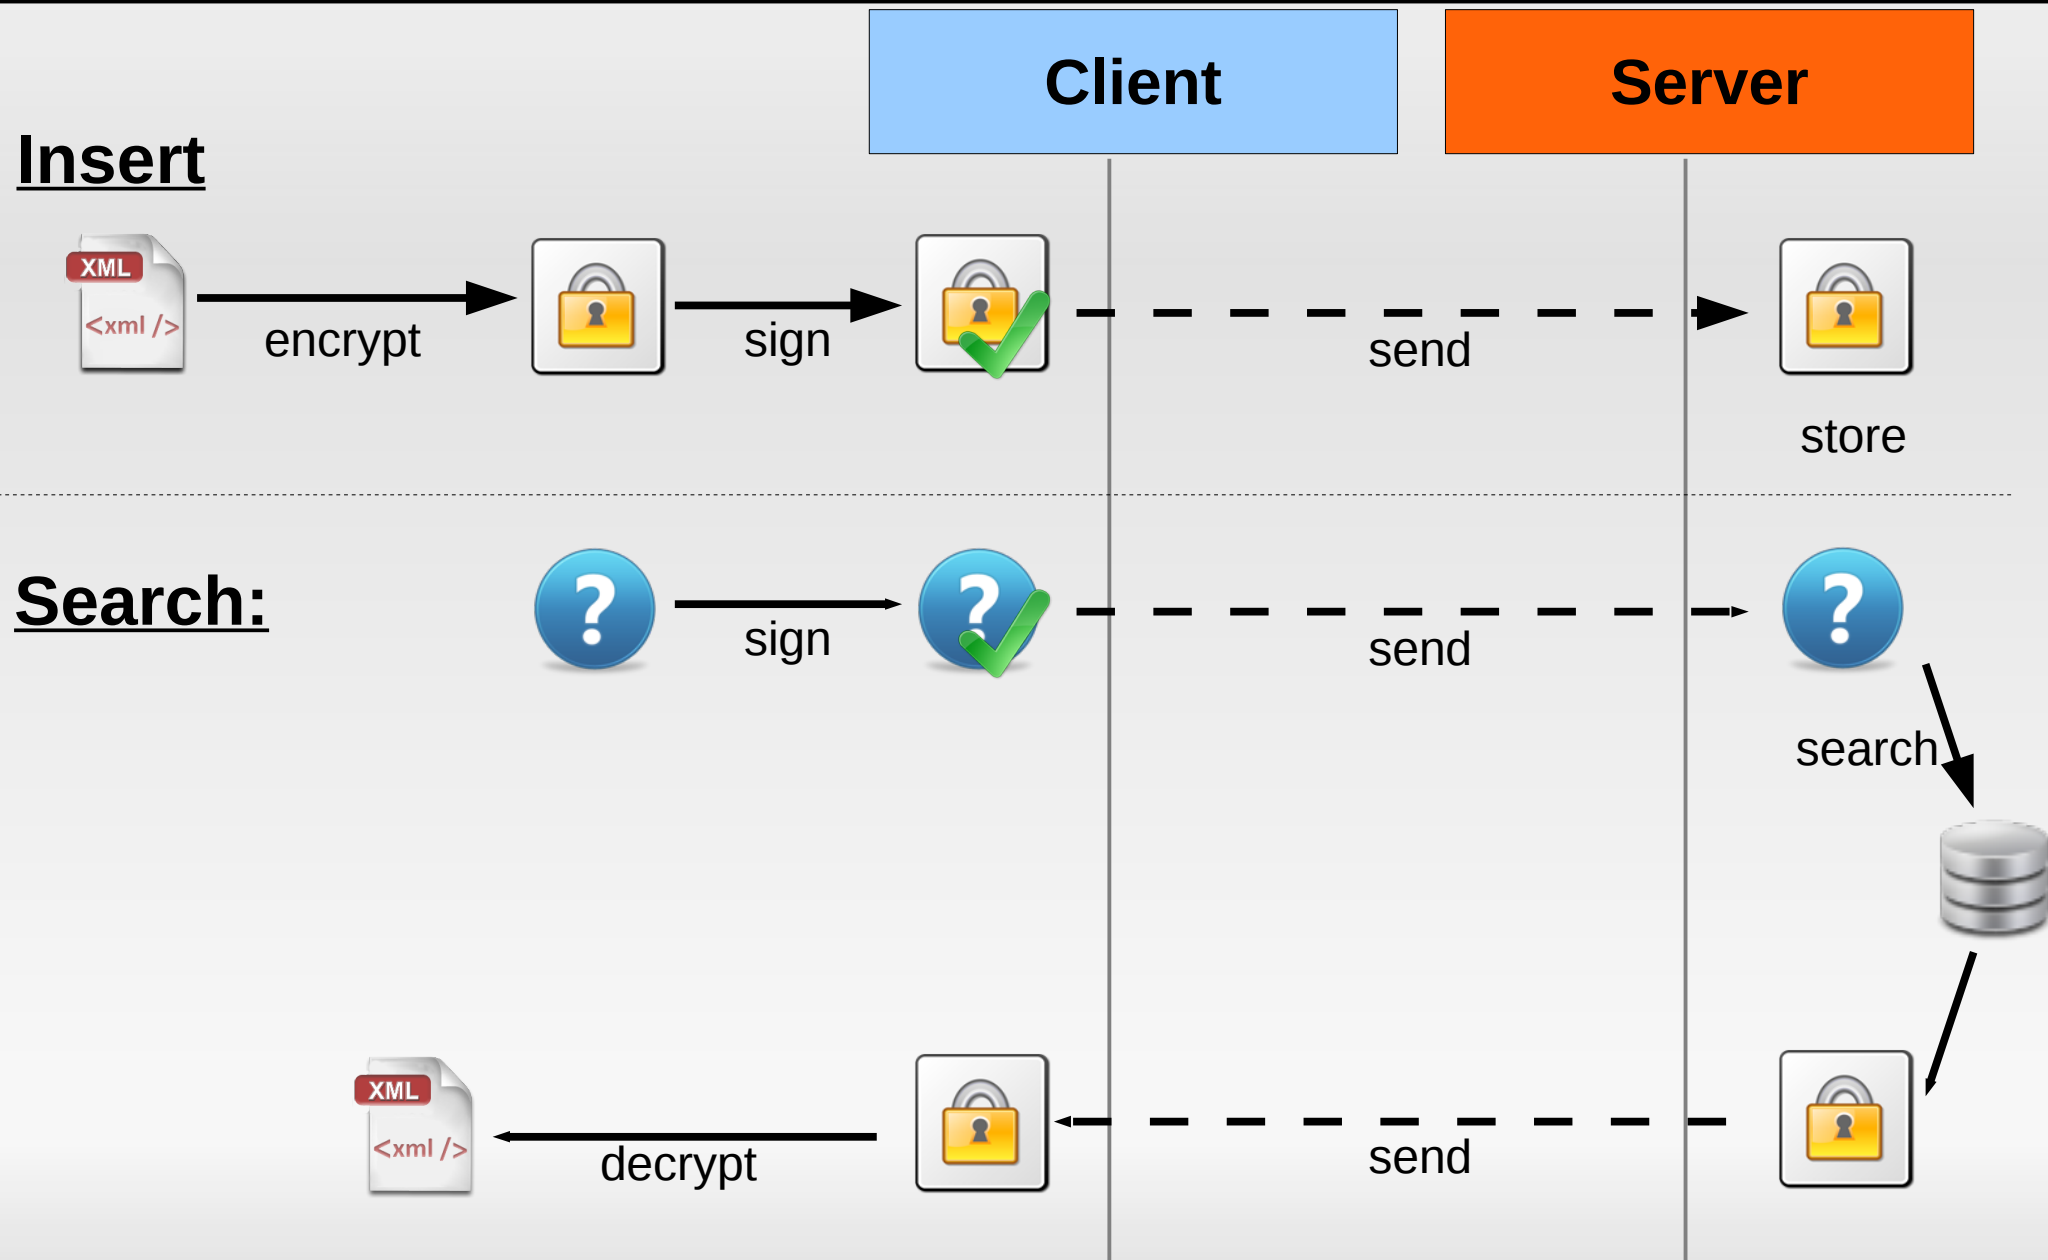 Client
Server
Insert
XML
<xml />
encrypt
sign
send
store
Search:
sign
send
search
XML
<xml />
decrypt
send